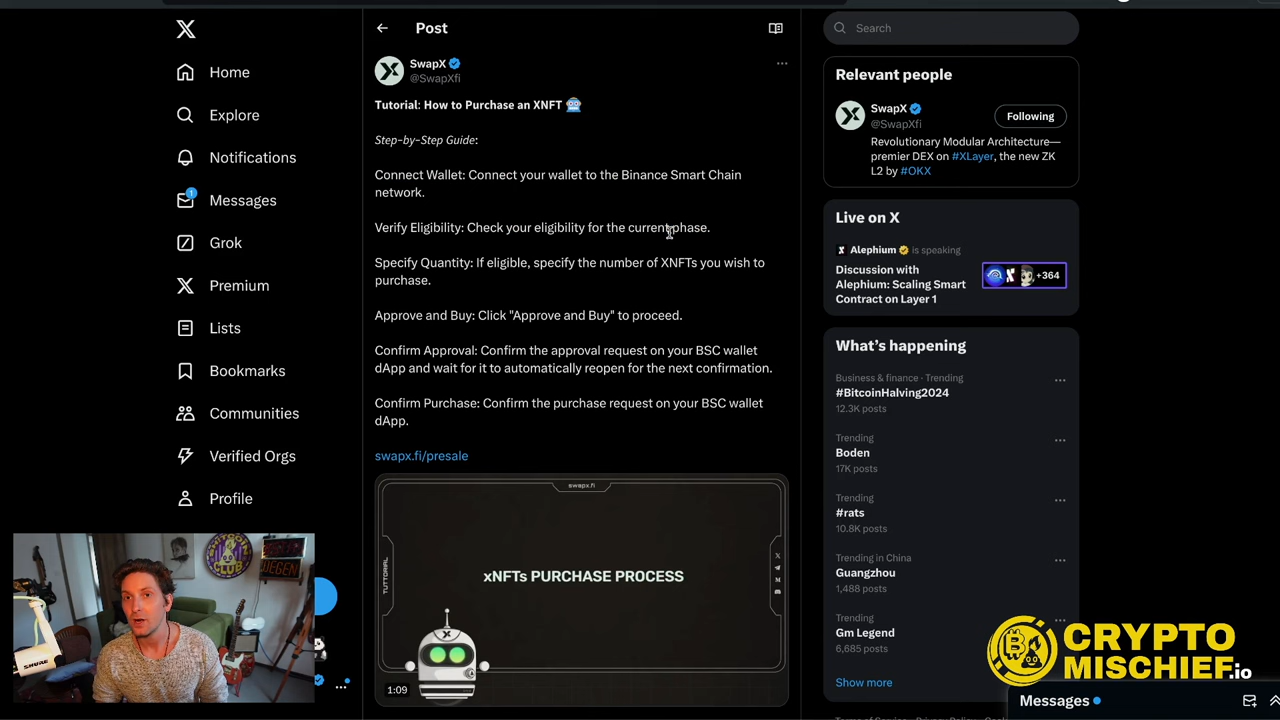 Home
Explore
Notifications
1
Messages
Grok
Premium
Lists
Bookmarks
Communities
Verified Orgs
Profile
Post
SwapX
@SwapXfi
Tutorial: How to Purchase an XNFT
Step-by-Step Guide:
Connect Wallet: Connect your wallet to the Binance Smart Chain
network.
Verify Eligibility: Check your eligibility for the current phase.
Specify Quantity: If eligible, specify the number of XNFTs you wish to
purchase.
Approve and Buy: Click "Approve and Buy" to proceed.
Confirm Approval: Confirm the approval request on your BSC wallet
dApp and wait for it to automatically reopen for the next confirmation.
Confirm Purchase: Confirm the purchase request on your BSC wallet
dApp.
swapx.fi/presale
swapx.fi
TUTORIAL
xNFTs PURCHASE PROCESS
1:09
Search
Relevant people
SwapX
@SwapXfi
Following
Revolutionary Modular Architecture—
premier DEX on #XLayer, the new ZK
L2 by #OKX
Live on X
Alephium is speaking
Discussion with
Alephium: Scaling Smart
Contract on Layer 1
+364
What's happening
Business & finance · Trending
#BitcoinHalving2024
12.3K posts
Trending
Boden
17K posts
Trending
#rats
10.8K posts
Trending in China
Guangzhou
1,488 posts
Gm Legend
6,685 posts
Show more
CRYPTO
MISCHIEF.io
Messages
SHURE